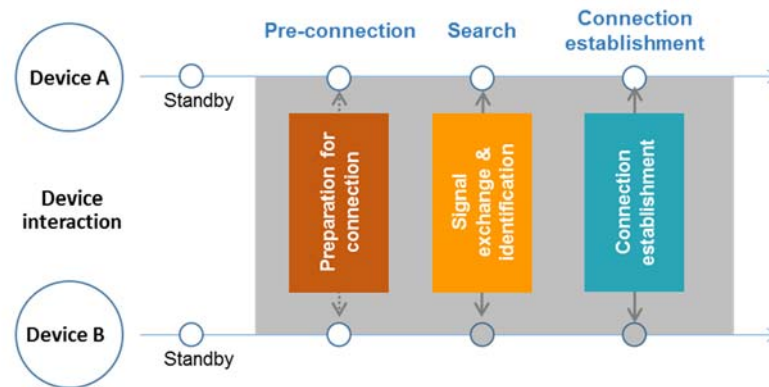 Pre-connection
Search
Connection
establishment
Device A
Standby
Preparation for
connection
Signal
exchange &
identification
Connection
establishment
Device
interaction
Device B
Standby